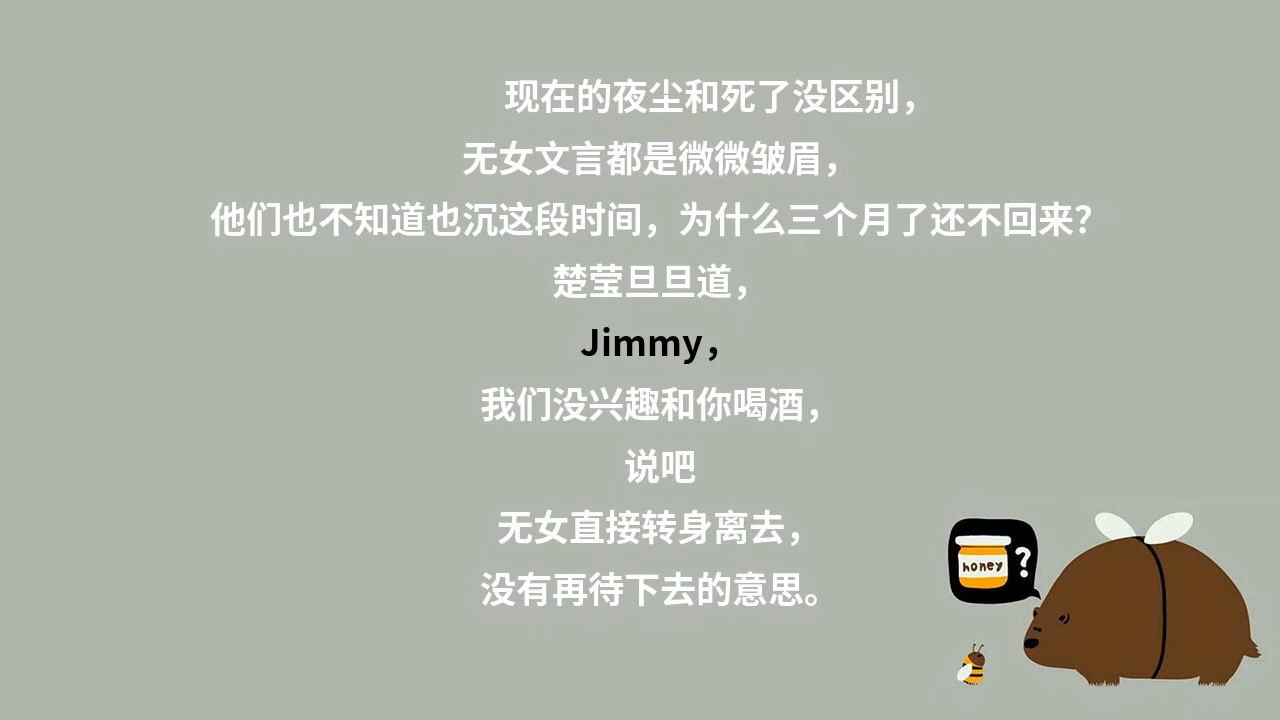 现在的夜尘和死了没区别，
无女文言都是微微皱眉，
他们也不知道也沉这段时间，为什么三个月了还不回来？
楚莹旦旦道，
Jimmy，
我们没兴趣和你喝酒，
说吧
无女直接转身离去，
没有再待下去的意思。
honey
?